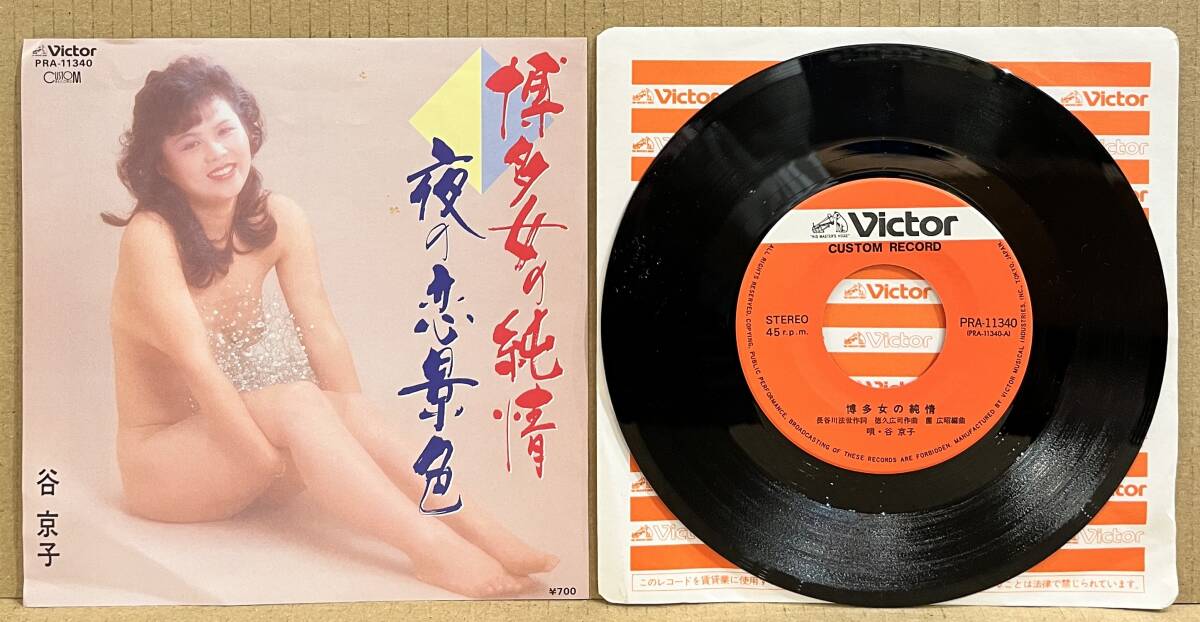 Victor
PRA-11340
CUSTOM
博多女の純情
夜の恋景色
谷 京子
¥700
Victor
Victor
Victor
Victor
"HIS MASTER'S VOICE"
CUSTOM RECORD
Victor
STEREO
45 r.p.m.
PRA-11340
(PRA-11340-A)
博多女の純情
長谷川法世作詞 徳久広司作曲 薗 広昭編曲
唄・谷 京子
ALL RIGHTS RESERVED. COPYING, PUBLIC PERFORMANCE, BROADCASTING OF THESE RECORDS ARE FORBIDDEN. MANUFACTURED BY VICTOR MUSICAL INDUSTRIES, INC., TOKYO, JAPAN.
ctor
Victor
Victor
このレコードを賃貸業に使用す
ことは法律で禁じられています。